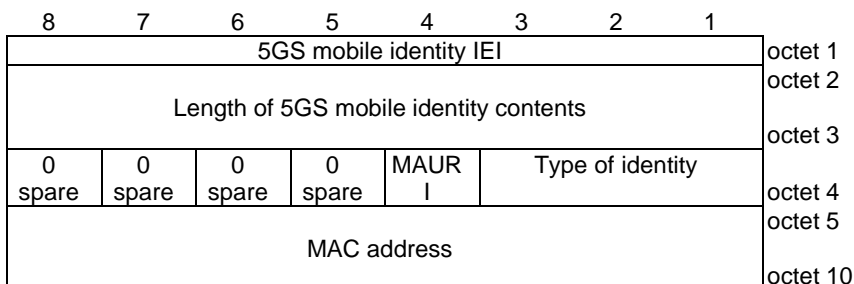 8 7 6 5 4 3 2 1
5GS mobile identity IEI octet 1
octet 2
Length of 5GS mobile identity contents
octet 3
0 0 0 0 MAUR Type of identity
spare spare spare spare I octet 4
octet 5
MAC address
octet 10